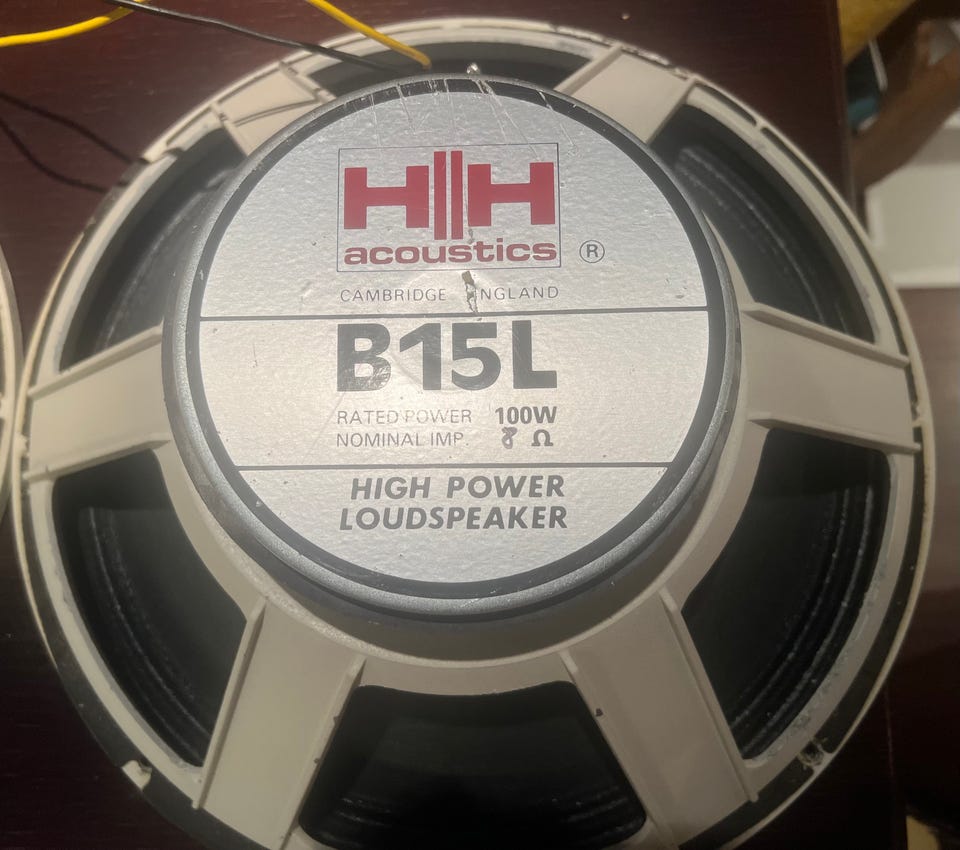 HH
acoustics ®
CAMBRIDGE ENGLAND
B15L
RATED POWER 100W
NOMINAL IMP. 8 Ω
HIGH POWER
LOUDSPEAKER